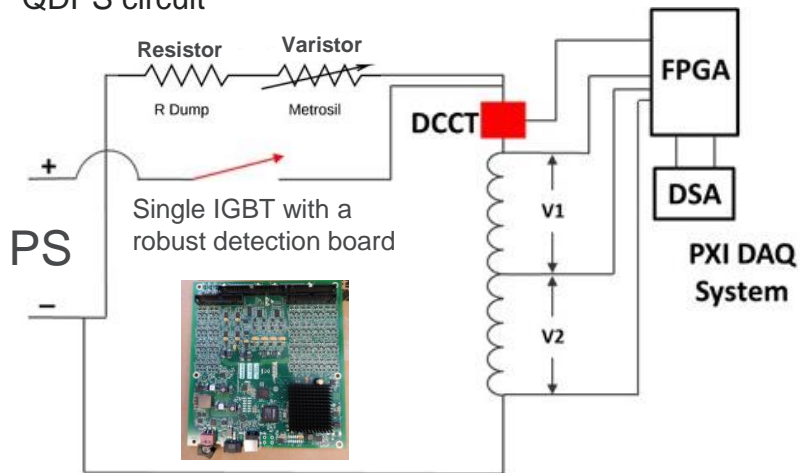 QDPS circuit
Resistor
Varistor
R Dump
Metrosil
FPGA
DCCT
+
Single IGBT with a
robust detection board
PS
−
V1
V2
DSA
PXI DAQ
System